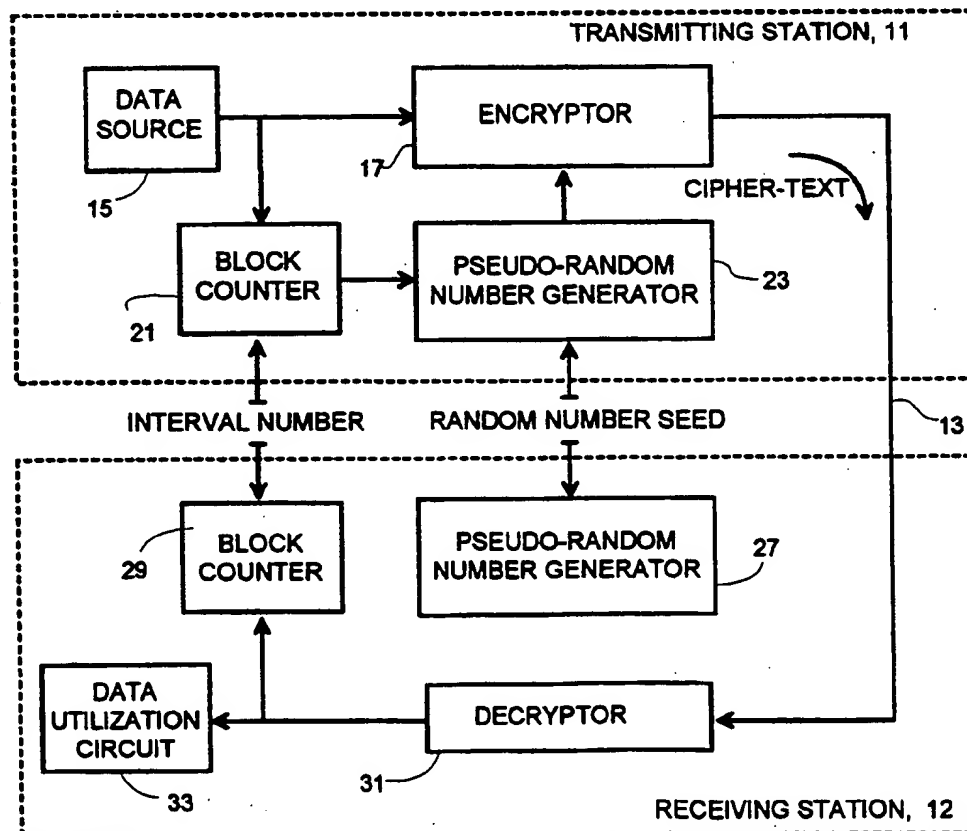 TRANSMITTING STATION, 11
DATA
SOURCE
15
ENCRYPTOR
17
CIPHER-TEXT
BLOCK
COUNTER
21
PSEUDO-RANDOM
NUMBER GENERATOR
23
INTERVAL NUMBER
RANDOM NUMBER SEED
13
BLOCK
COUNTER
29
PSEUDO-RANDOM
NUMBER GENERATOR
27
DATA
UTILIZATION
CIRCUIT
33
DECRYPTOR
31
RECEIVING STATION, 12